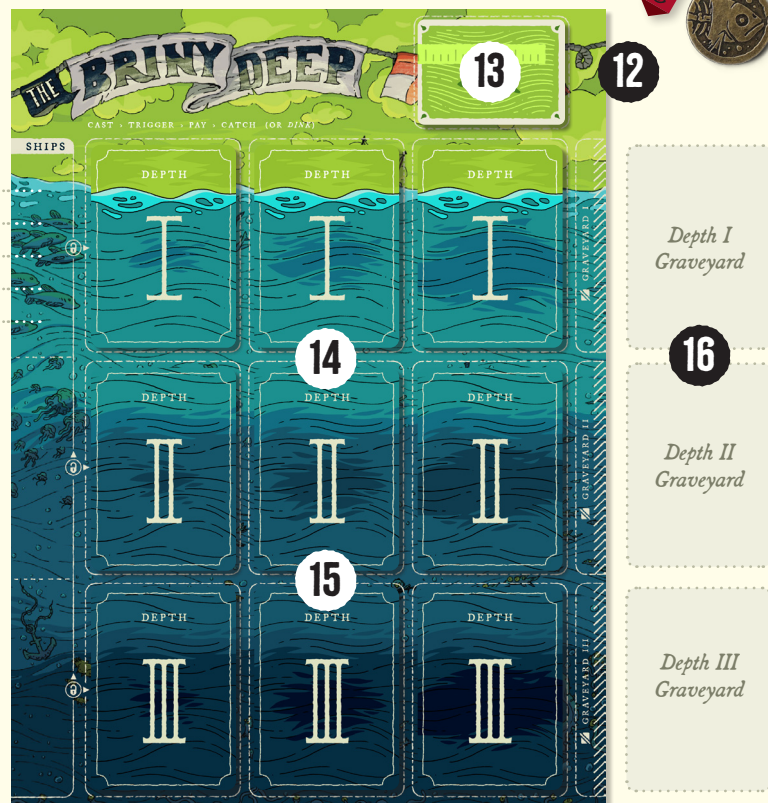 THE BRINY DEEP
CAST › TRIGGER › PAY › CATCH (OR DINK)
13
12
SHIPS
DEPTH
I
DEPTH
I
DEPTH
I
GRAVEYARD I
Depth I
Graveyard
14
16
DEPTH
II
DEPTH
II
DEPTH
II
GRAVEYARD II
Depth II
Graveyard
15
DEPTH
III
DEPTH
III
DEPTH
III
GRAVEYARD III
Depth III
Graveyard